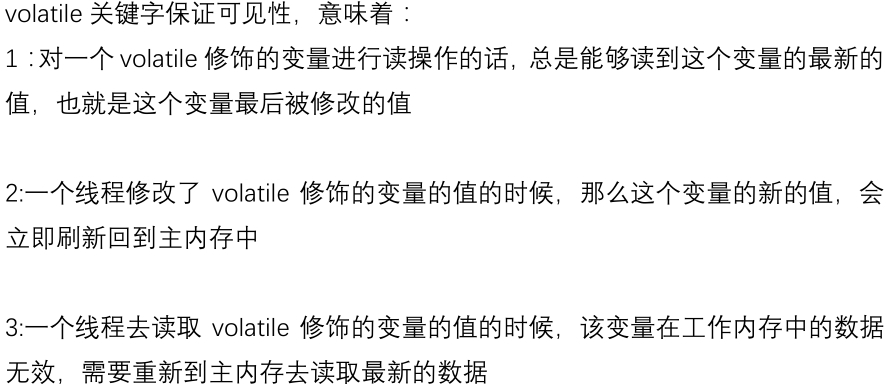 volatile 关键字保证可见性，意味着：
1：对一个 volatile 修饰的变量进行读操作的话，总是能够读到这个变量的最新的
值，也就是这个变量最后被修改的值
2:一个线程修改了 volatile 修饰的变量的值的时候，那么这个变量的新的值，会
立即刷新回到主内存中
3:一个线程去读取 volatile 修饰的变量的值的时候，该变量在工作内存中的数据
无效，需要重新到主内存去读取最新的数据